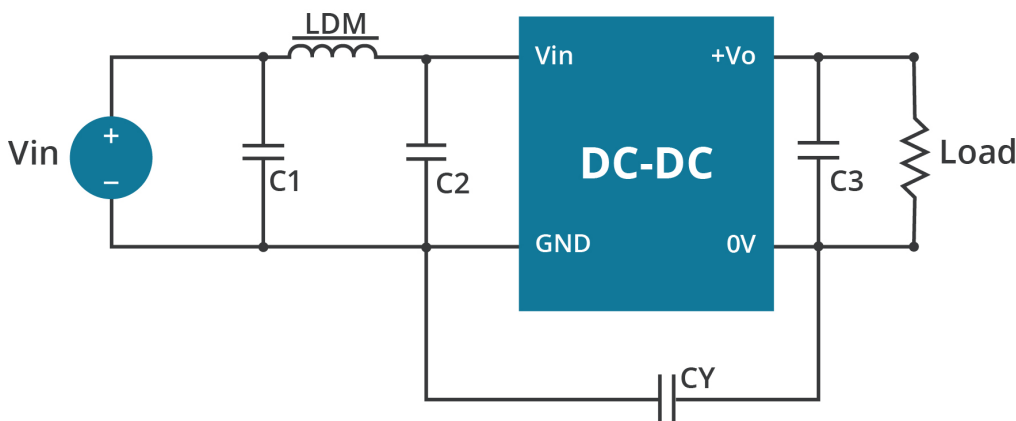 LDM
Vin
+Vo
Vin
+
−
DC-DC
Load
C1
C2
C3
GND
0V
CY